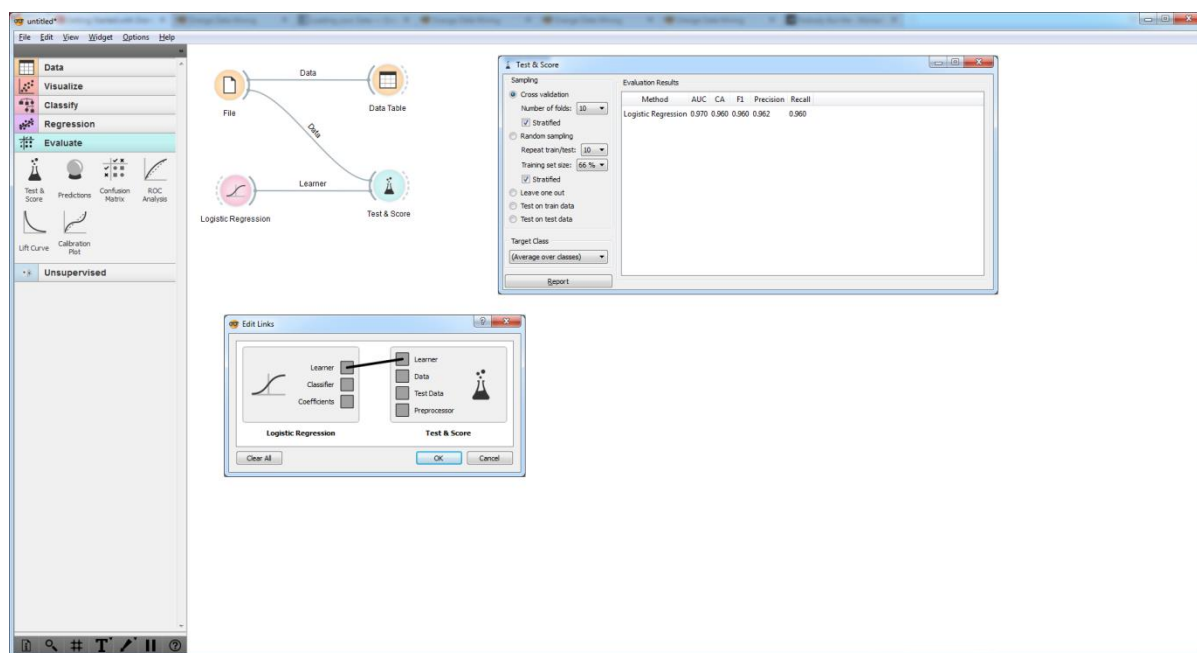 untitled*
File Edit View Widget Options Help
Data
Visualize
Classify
Regression
Evaluate
Test & Score
Predictions
Confusion Matrix
ROC Analysis
Lift Curve
Calibration Plot
Unsupervised
File
Data
Data Table
Data
Logistic Regression
Learner
Test & Score
Test & Score
Sampling
Cross validation
Number of folds: 10
Stratified
Random sampling
Repeat train/test: 10
Training set size: 66 %
Stratified
Leave one out
Test on train data
Test on test data
Target Class
(Average over classes)
Report
Evaluation Results
Method AUC CA F1 Precision Recall
Logistic Regression 0.970 0.960 0.960 0.962 0.960
Edit Links
Learner
Classifier
Coefficients
Logistic Regression
Learner
Data
Test Data
Preprocessor
Test & Score
Clear All OK Cancel